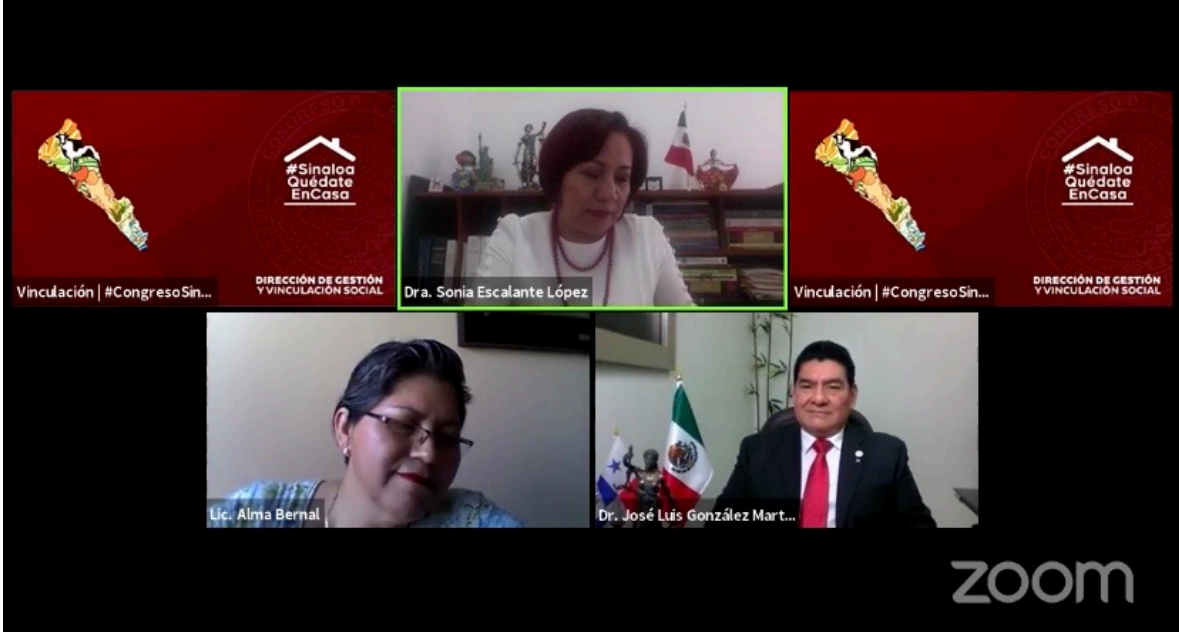 #Sinaloa
Quédate
EnCasa
DIRECCIÓN DE GESTIÓN
Y VINCULACIÓN SOCIAL
Vinculación | #CongresoSin...
Dra. Sonia Escalante López
#Sinaloa
Quédate
EnCasa
DIRECCIÓN DE GESTIÓN
Y VINCULACIÓN SOCIAL
Vinculación | #CongresoSin...
Lic. Alma Bernal
Dr. José Luis González Mart...
zoom